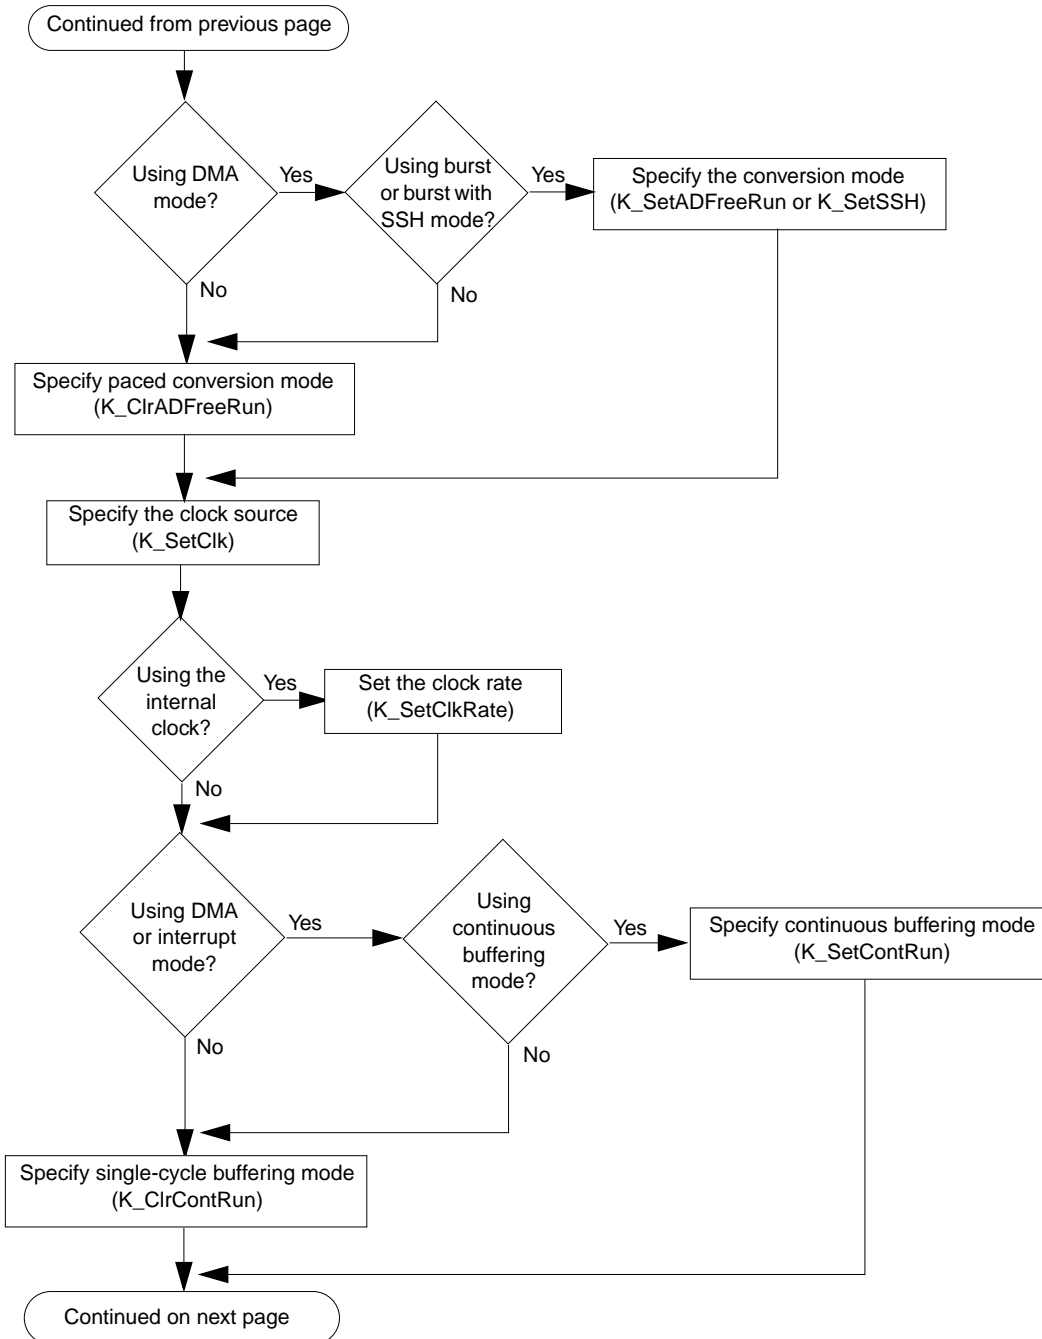 Continued from previous page
Using DMA
mode?
Yes
Using burst
or burst with
SSH mode?
Yes
Specify the conversion mode
(K_SetADFreeRun or K_SetSSH)
No
No
Specify paced conversion mode
(K_ClrADFreeRun)
Specify the clock source
(K_SetClk)
Using the
internal
clock?
Yes
Set the clock rate
(K_SetClkRate)
No
Using DMA
or interrupt
mode?
Yes
Using
continuous
buffering
mode?
Yes
Specify continuous buffering mode
(K_SetContRun)
No
No
Specify single-cycle buffering mode
(K_ClrContRun)
Continued on next page